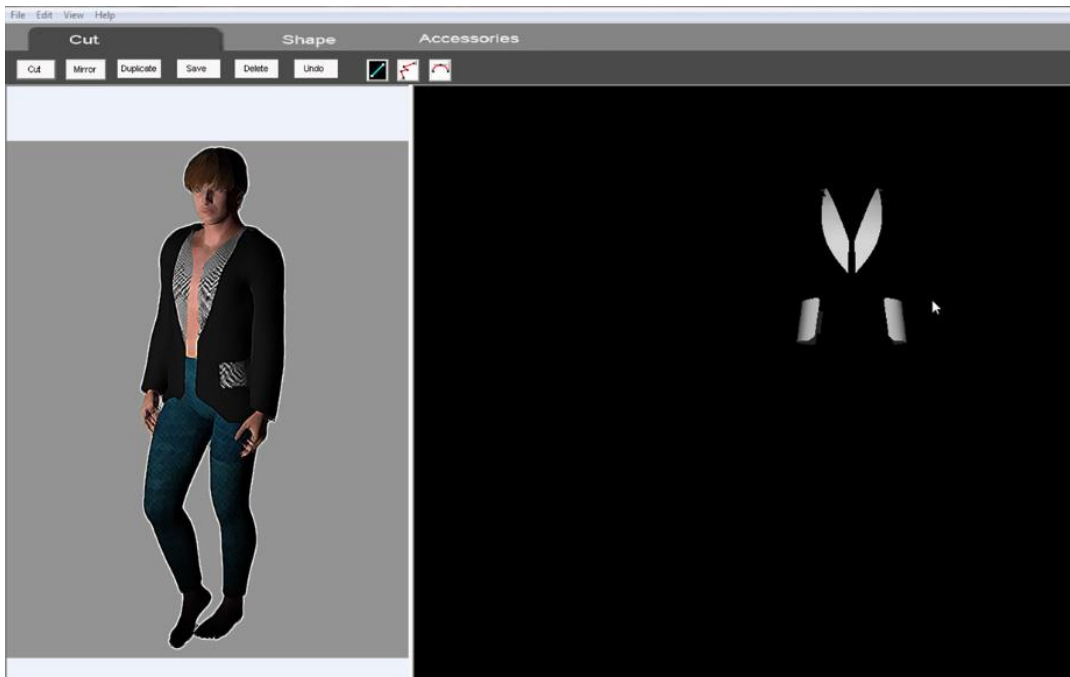 File Edit View Help
Cut Shape Accessories
Cut Mirror Duplicate Save Delete Undo